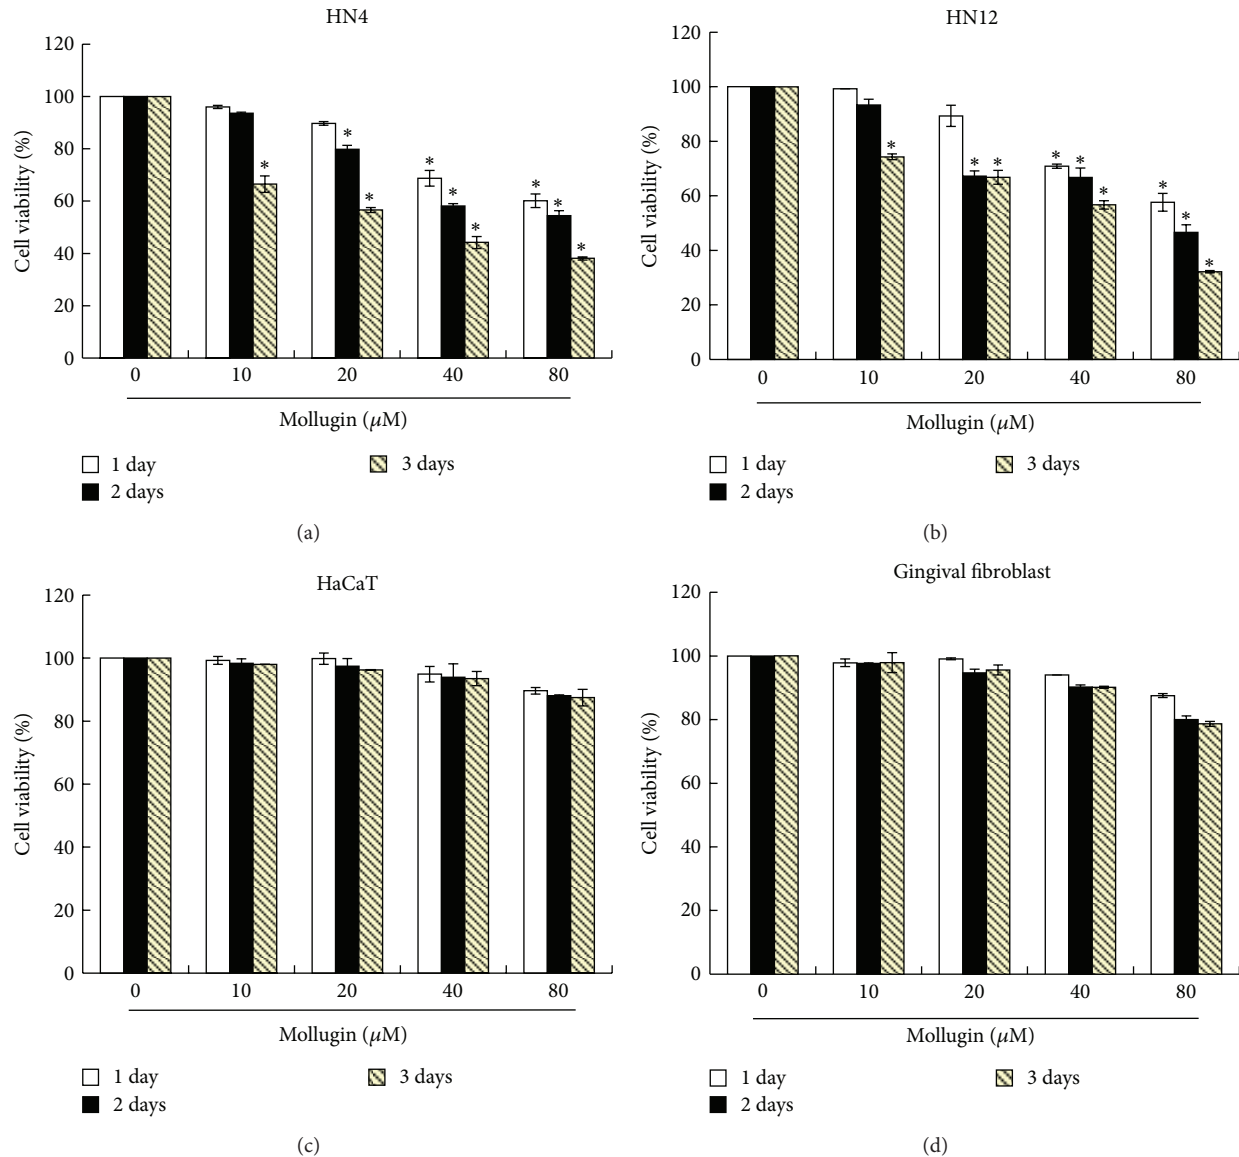 HN4
120
100
80
60
40
20
0
Cell viability (%)
* * * * * * * * *
0 10 20 40 80
Mollugin (μM)
1 day
2 days
3 days
(a)
HN12
120
100
80
60
40
20
0
Cell viability (%)
* * * * * * * * *
0 10 20 40 80
Mollugin (μM)
1 day
2 days
3 days
(b)
HaCaT
120
100
80
60
40
20
0
Cell viability (%)
0 10 20 40 80
Mollugin (μM)
1 day
2 days
3 days
(c)
Gingival fibroblast
120
100
80
60
40
20
0
Cell viability (%)
0 10 20 40 80
Mollugin (μM)
1 day
2 days
3 days
(d)